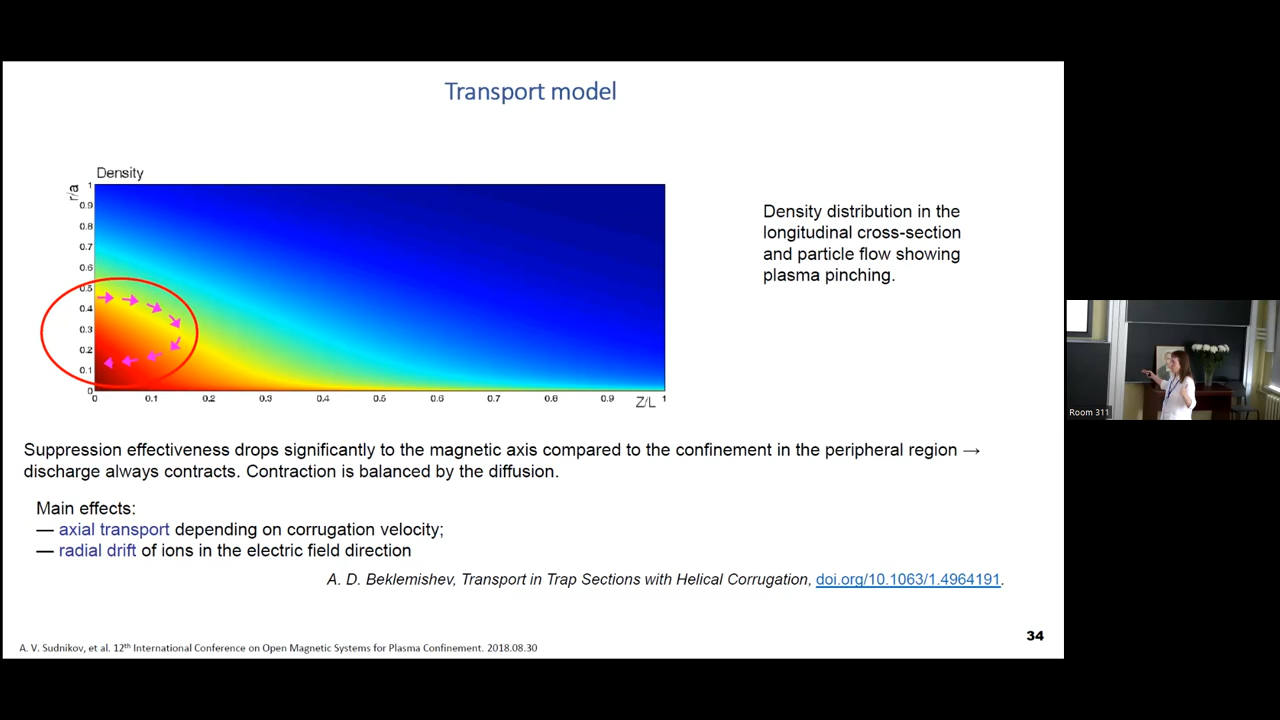 Transport model
Density
r/a
1
0.9
0.8
0.7
0.6
0.5
0.4
0.3
0.2
0.1
0
0 0.1 0.2 0.3 0.4 0.5 0.6 0.7 0.8 0.9 1
Z/L
Density distribution in the
longitudinal cross-section
and particle flow showing
plasma pinching.
Suppression effectiveness drops significantly to the magnetic axis compared to the confinement in the peripheral region →
discharge always contracts. Contraction is balanced by the diffusion.
Main effects:
— axial transport depending on corrugation velocity;
— radial drift of ions in the electric field direction
A. D. Beklemishev, Transport in Trap Sections with Helical Corrugation, doi.org/10.1063/1.4964191.
34
A. V. Sudnikov, et al. 12th International Conference on Open Magnetic Systems for Plasma Confinement. 2018.08.30
Room 311